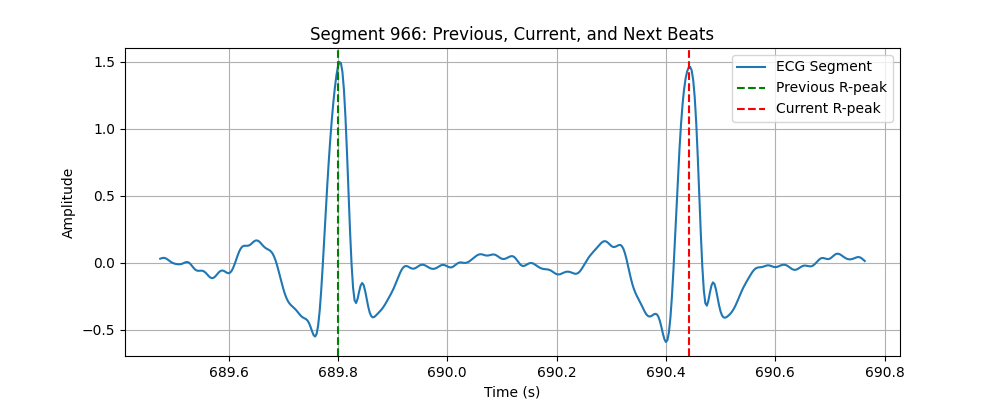 Segment 966: Previous, Current, and Next Beats
ECG Segment
Previous R-peak
Current R-peak
1.5
1.0
0.5
0.0
−0.5
Amplitude
689.6 689.8 690.0 690.2 690.4 690.6 690.8
Time (s)